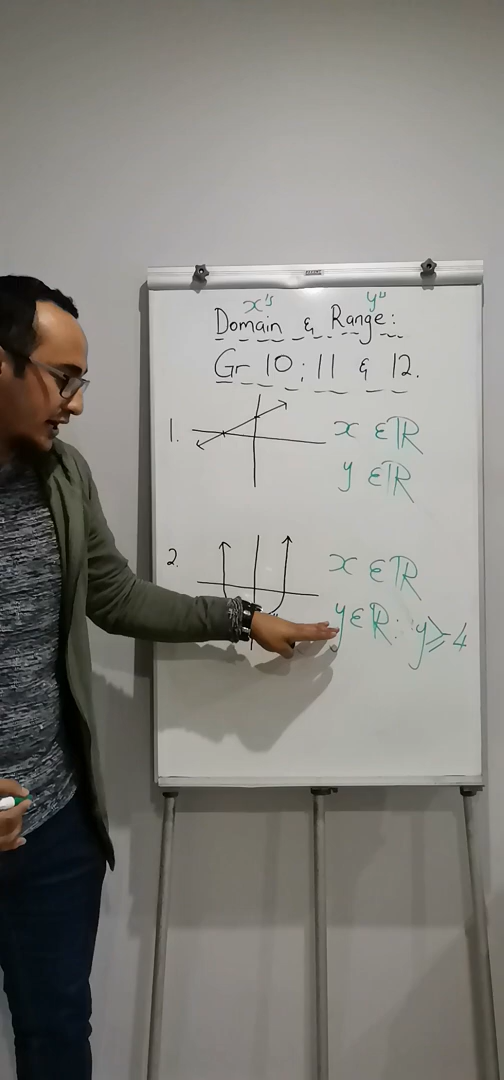 x's y's
Domain & Range:
Gr 10 ; 11 & 12.
1. x ∈ ℝ
y ∈ ℝ
2. x ∈ ℝ
y ∈ ℝ : y ≥ 4